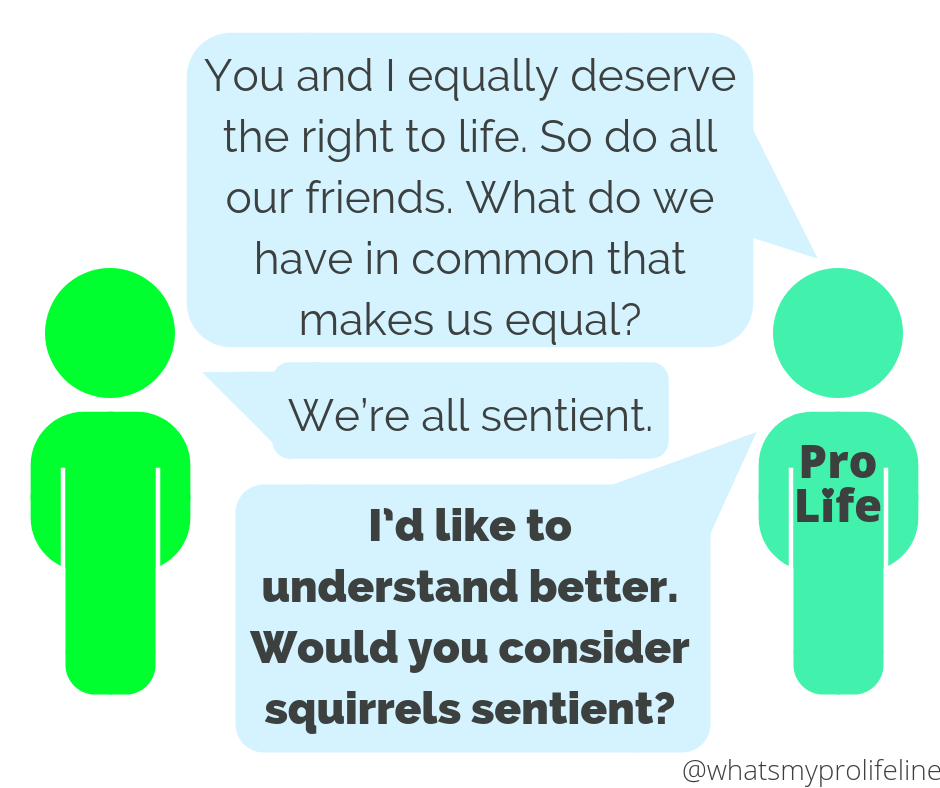 You and I equally deserve
the right to life. So do all
our friends. What do we
have in common that
makes us equal?
We’re all sentient.
I’d like to
understand better.
Would you consider
squirrels sentient?
Pro
Life
@whatsmyprolifeline